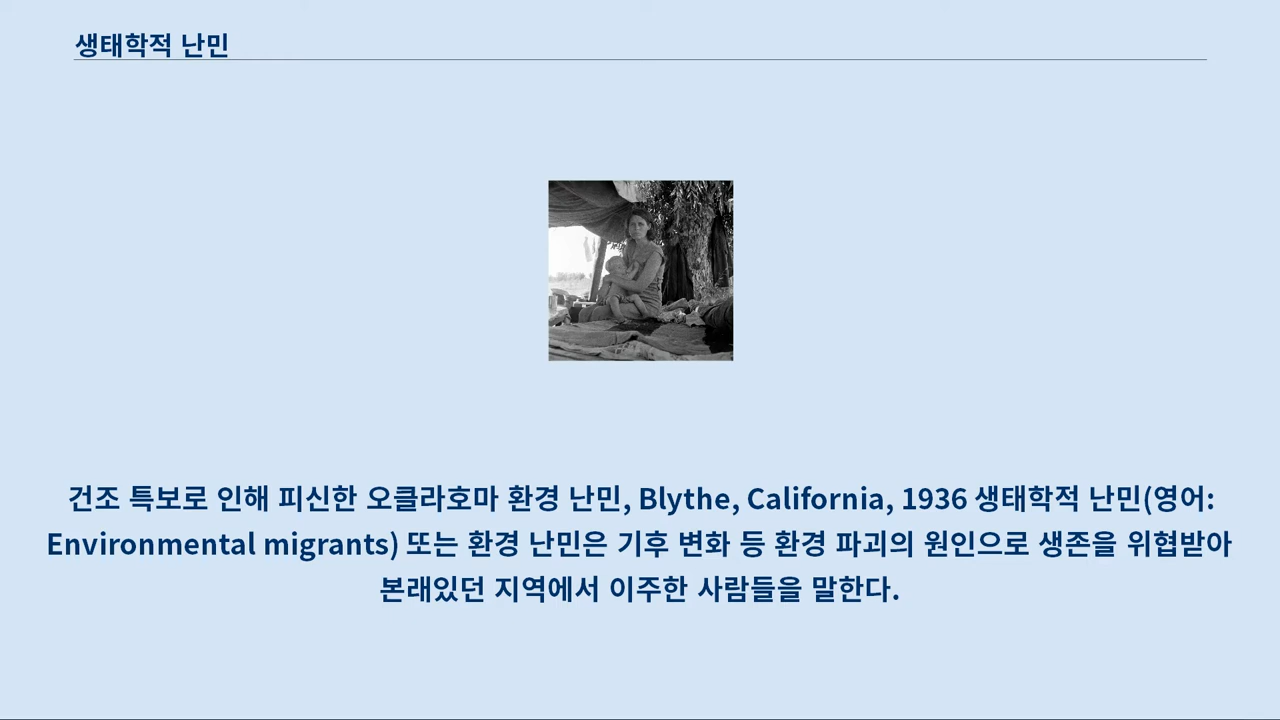 생태학적 난민
건조 특보로 인해 피신한 오클라호마 환경 난민, Blythe, California, 1936 생태학적 난민(영어:
Environmental migrants) 또는 환경 난민은 기후 변화 등 환경 파괴의 원인으로 생존을 위협받아
본래있던 지역에서 이주한 사람들을 말한다.